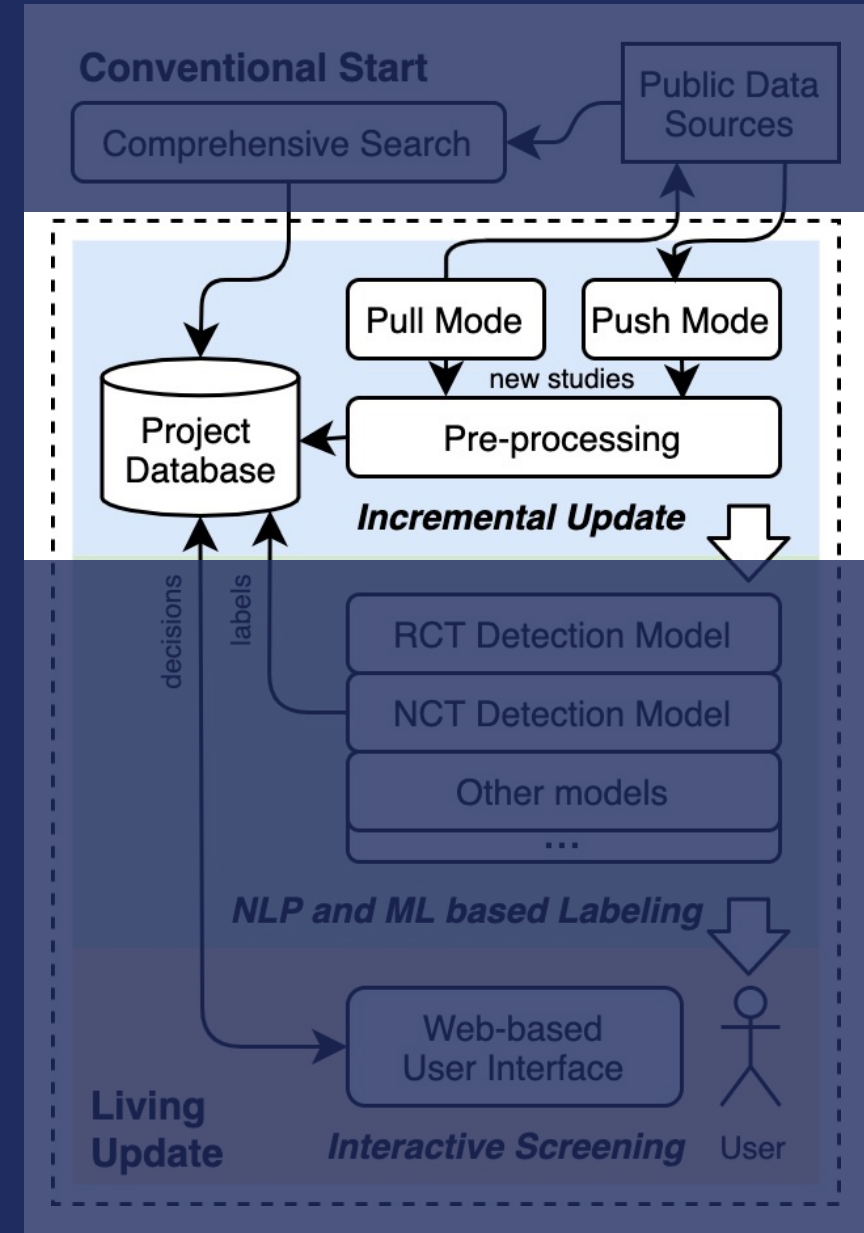 Conventional Start
Comprehensive Search
Public Data
Sources
Pull Mode
Push Mode
new studies
Project
Database
Pre-processing
Incremental Update
decisions
labels
RCT Detection Model
NCT Detection Model
Other models
...
NLP and ML based Labeling
Web-based
User Interface
Living
Update
Interactive Screening
User